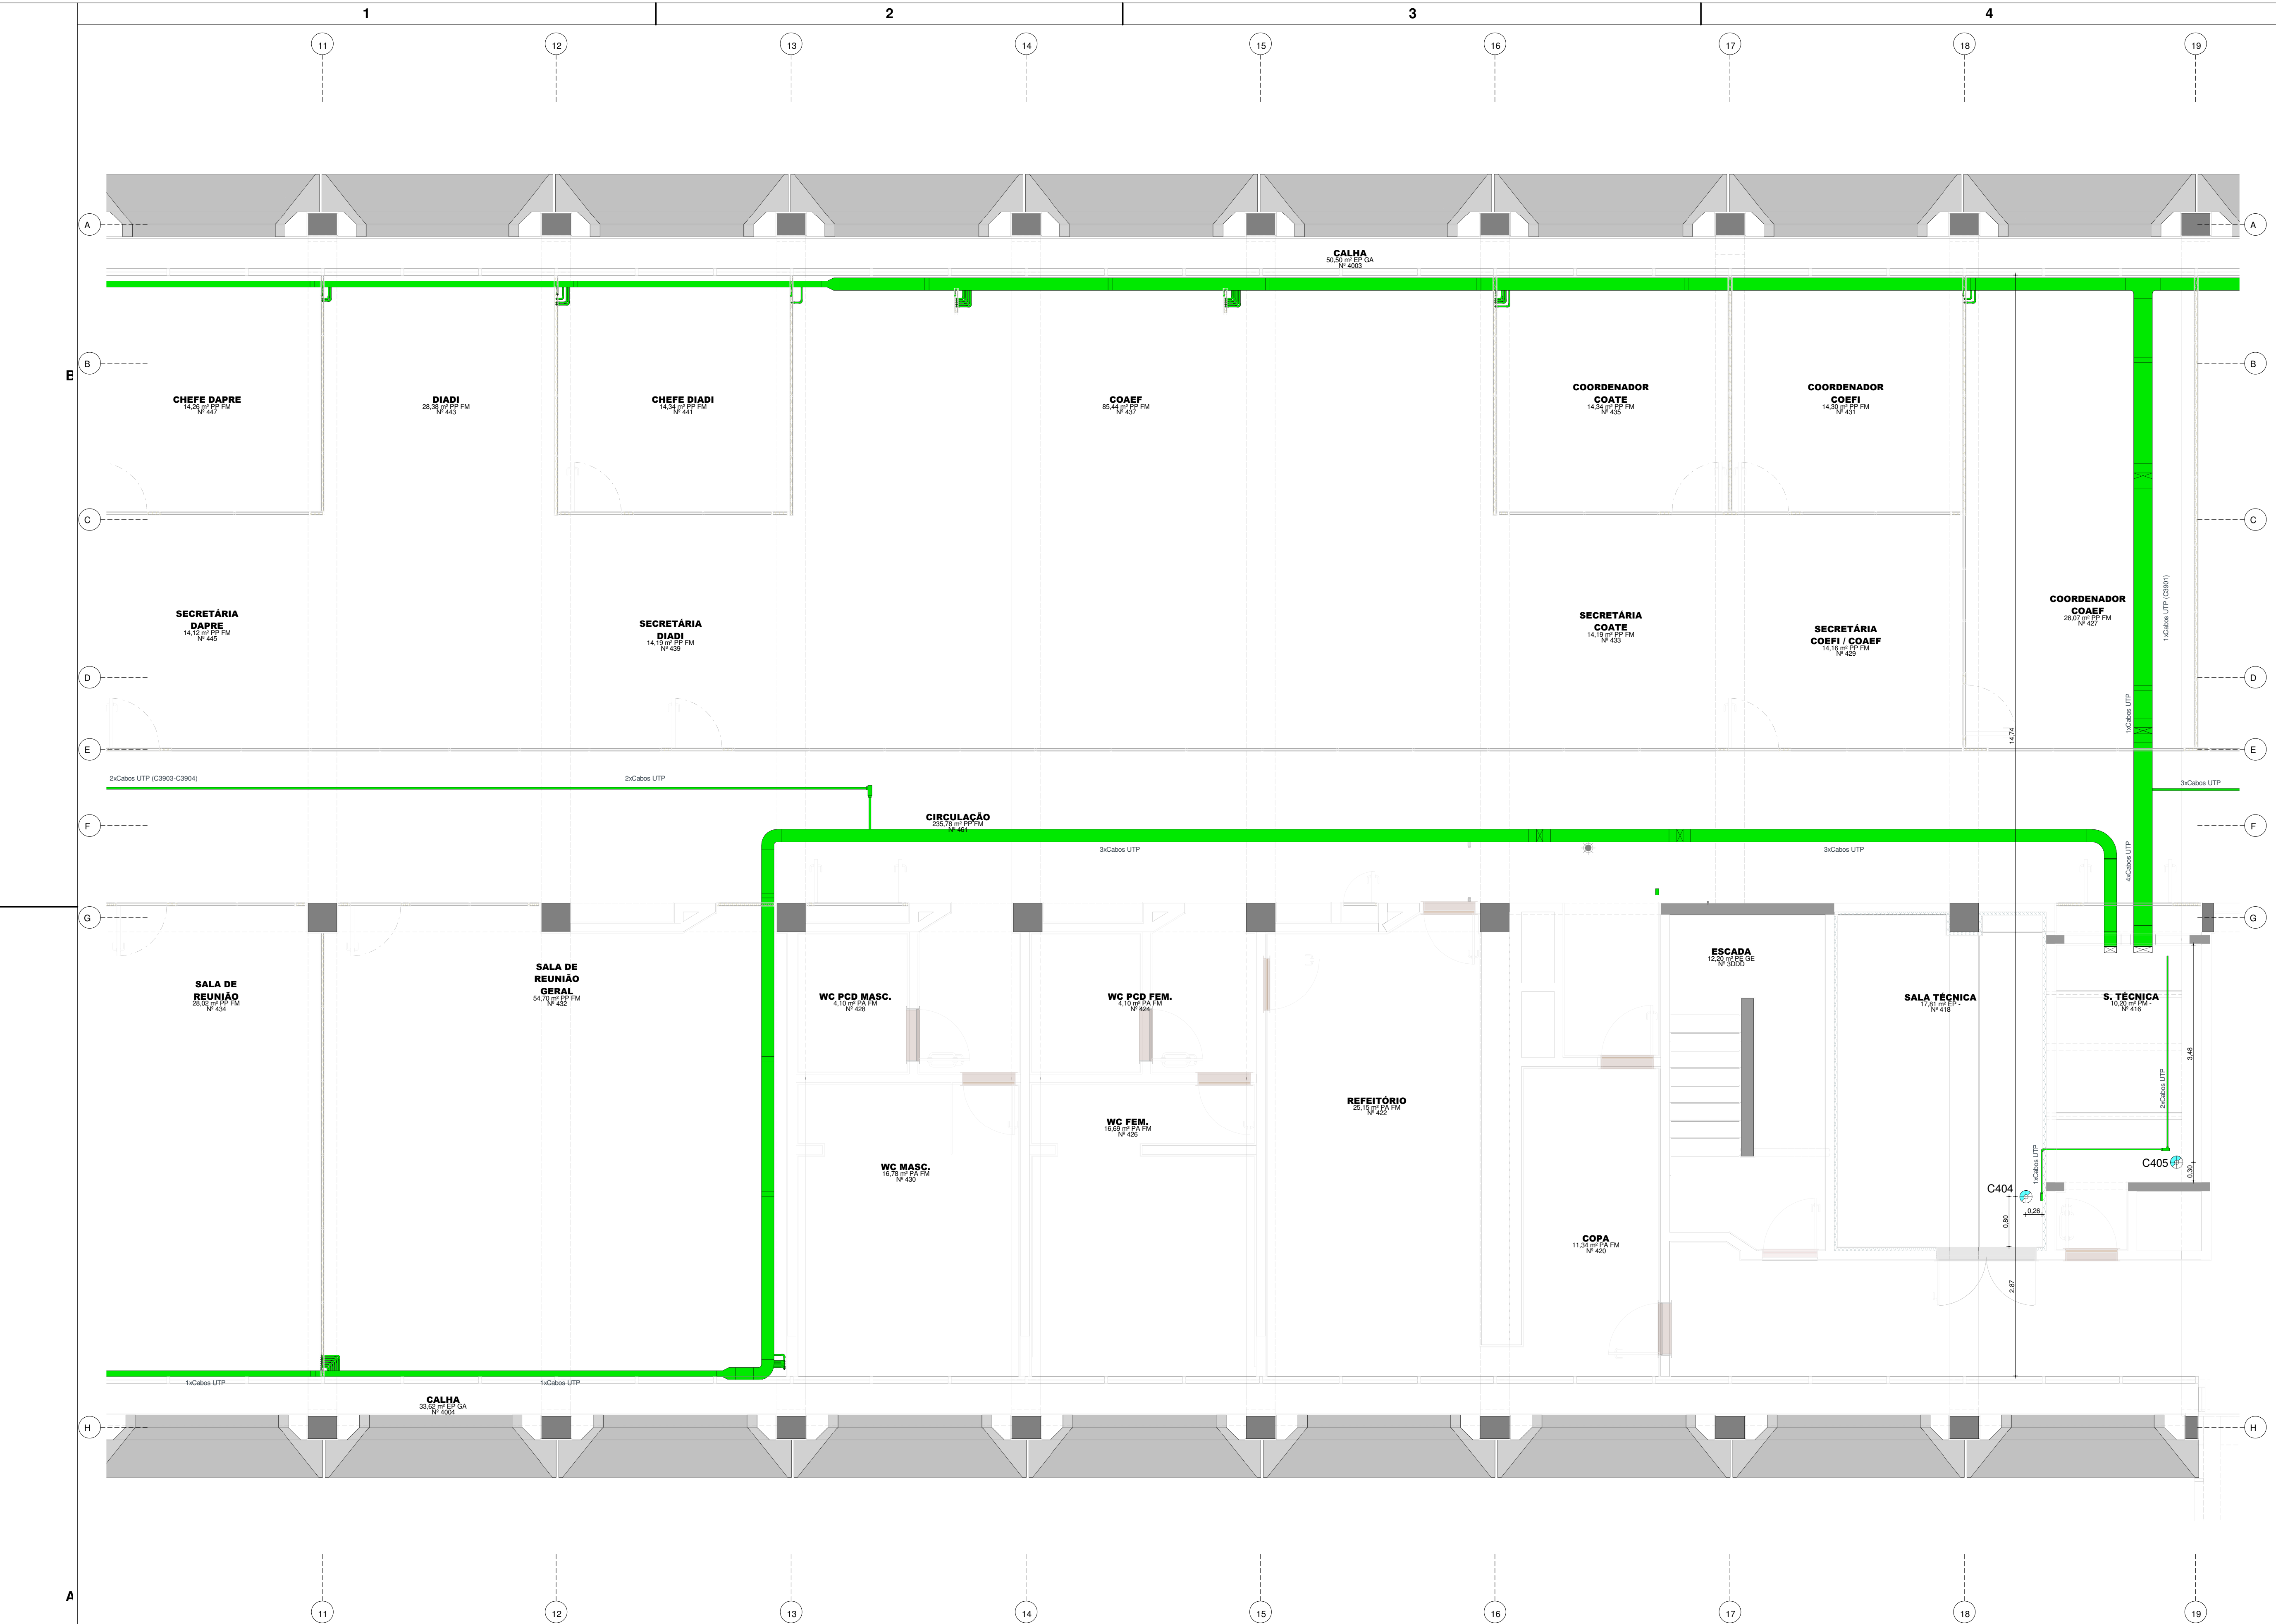 1 2 3 4
11 12 13 14 15 16 17 18 19
A A
CALHA
50,50 m² EP GA
Nº 4003
B B
B
CHEFE DAPRE
14,26 m² PP FM
Nº 447
DIADI
28,38 m² PP FM
Nº 443
CHEFE DIADI
14,34 m² PP FM
Nº 441
COAEF
85,44 m² PP FM
Nº 437
COORDENADOR
COATE
14,34 m² PP FM
Nº 435
COORDENADOR
COEFI
14,30 m² PP FM
Nº 431
C C
SECRETÁRIA
DAPRE
14,12 m² PP FM
Nº 445
SECRETÁRIA
DIADI
14,19 m² PP FM
Nº 439
SECRETÁRIA
COATE
14,19 m² PP FM
Nº 433
SECRETÁRIA
COEFI / COAEF
14,16 m² PP FM
Nº 429
COORDENADOR
COAEF
28,07 m² PP FM
Nº 427
1xCabos UTP (C3901)
D D
1xCabos UTP
14,74
E E
2xCabos UTP (C3903-C3904)
2xCabos UTP
3xCabos UTP
CIRCULAÇÃO
235,78 m² PP FM
Nº 461
F F
3xCabos UTP
3xCabos UTP
4xCabos UTP
G G
SALA DE
REUNIÃO
28,02 m² PP FM
Nº 434
SALA DE
REUNIÃO
GERAL
54,70 m² PP FM
Nº 432
WC PCD MASC.
4,10 m² PA FM
Nº 428
WC PCD FEM.
4,10 m² PA FM
Nº 424
ESCADA
12,20 m² PE GE
Nº 3DDD
SALA TÉCNICA
17,81 m² EP -
Nº 418
S. TÉCNICA
10,20 m² PM -
Nº 416
3,48
2xCabos UTP
REFEITÓRIO
25,15 m² PA FM
Nº 422
WC FEM.
16,69 m² PA FM
Nº 426
WC MASC.
16,78 m² PA FM
Nº 430
1xCabos UTP
C405
0,30
C404
0,26
0,80
COPA
11,34 m² PA FM
Nº 420
2,87
1xCabos UTP
1xCabos UTP
CALHA
33,62 m² EP GA
Nº 4004
H H
A
11 12 13 14 15 16 17 18 19